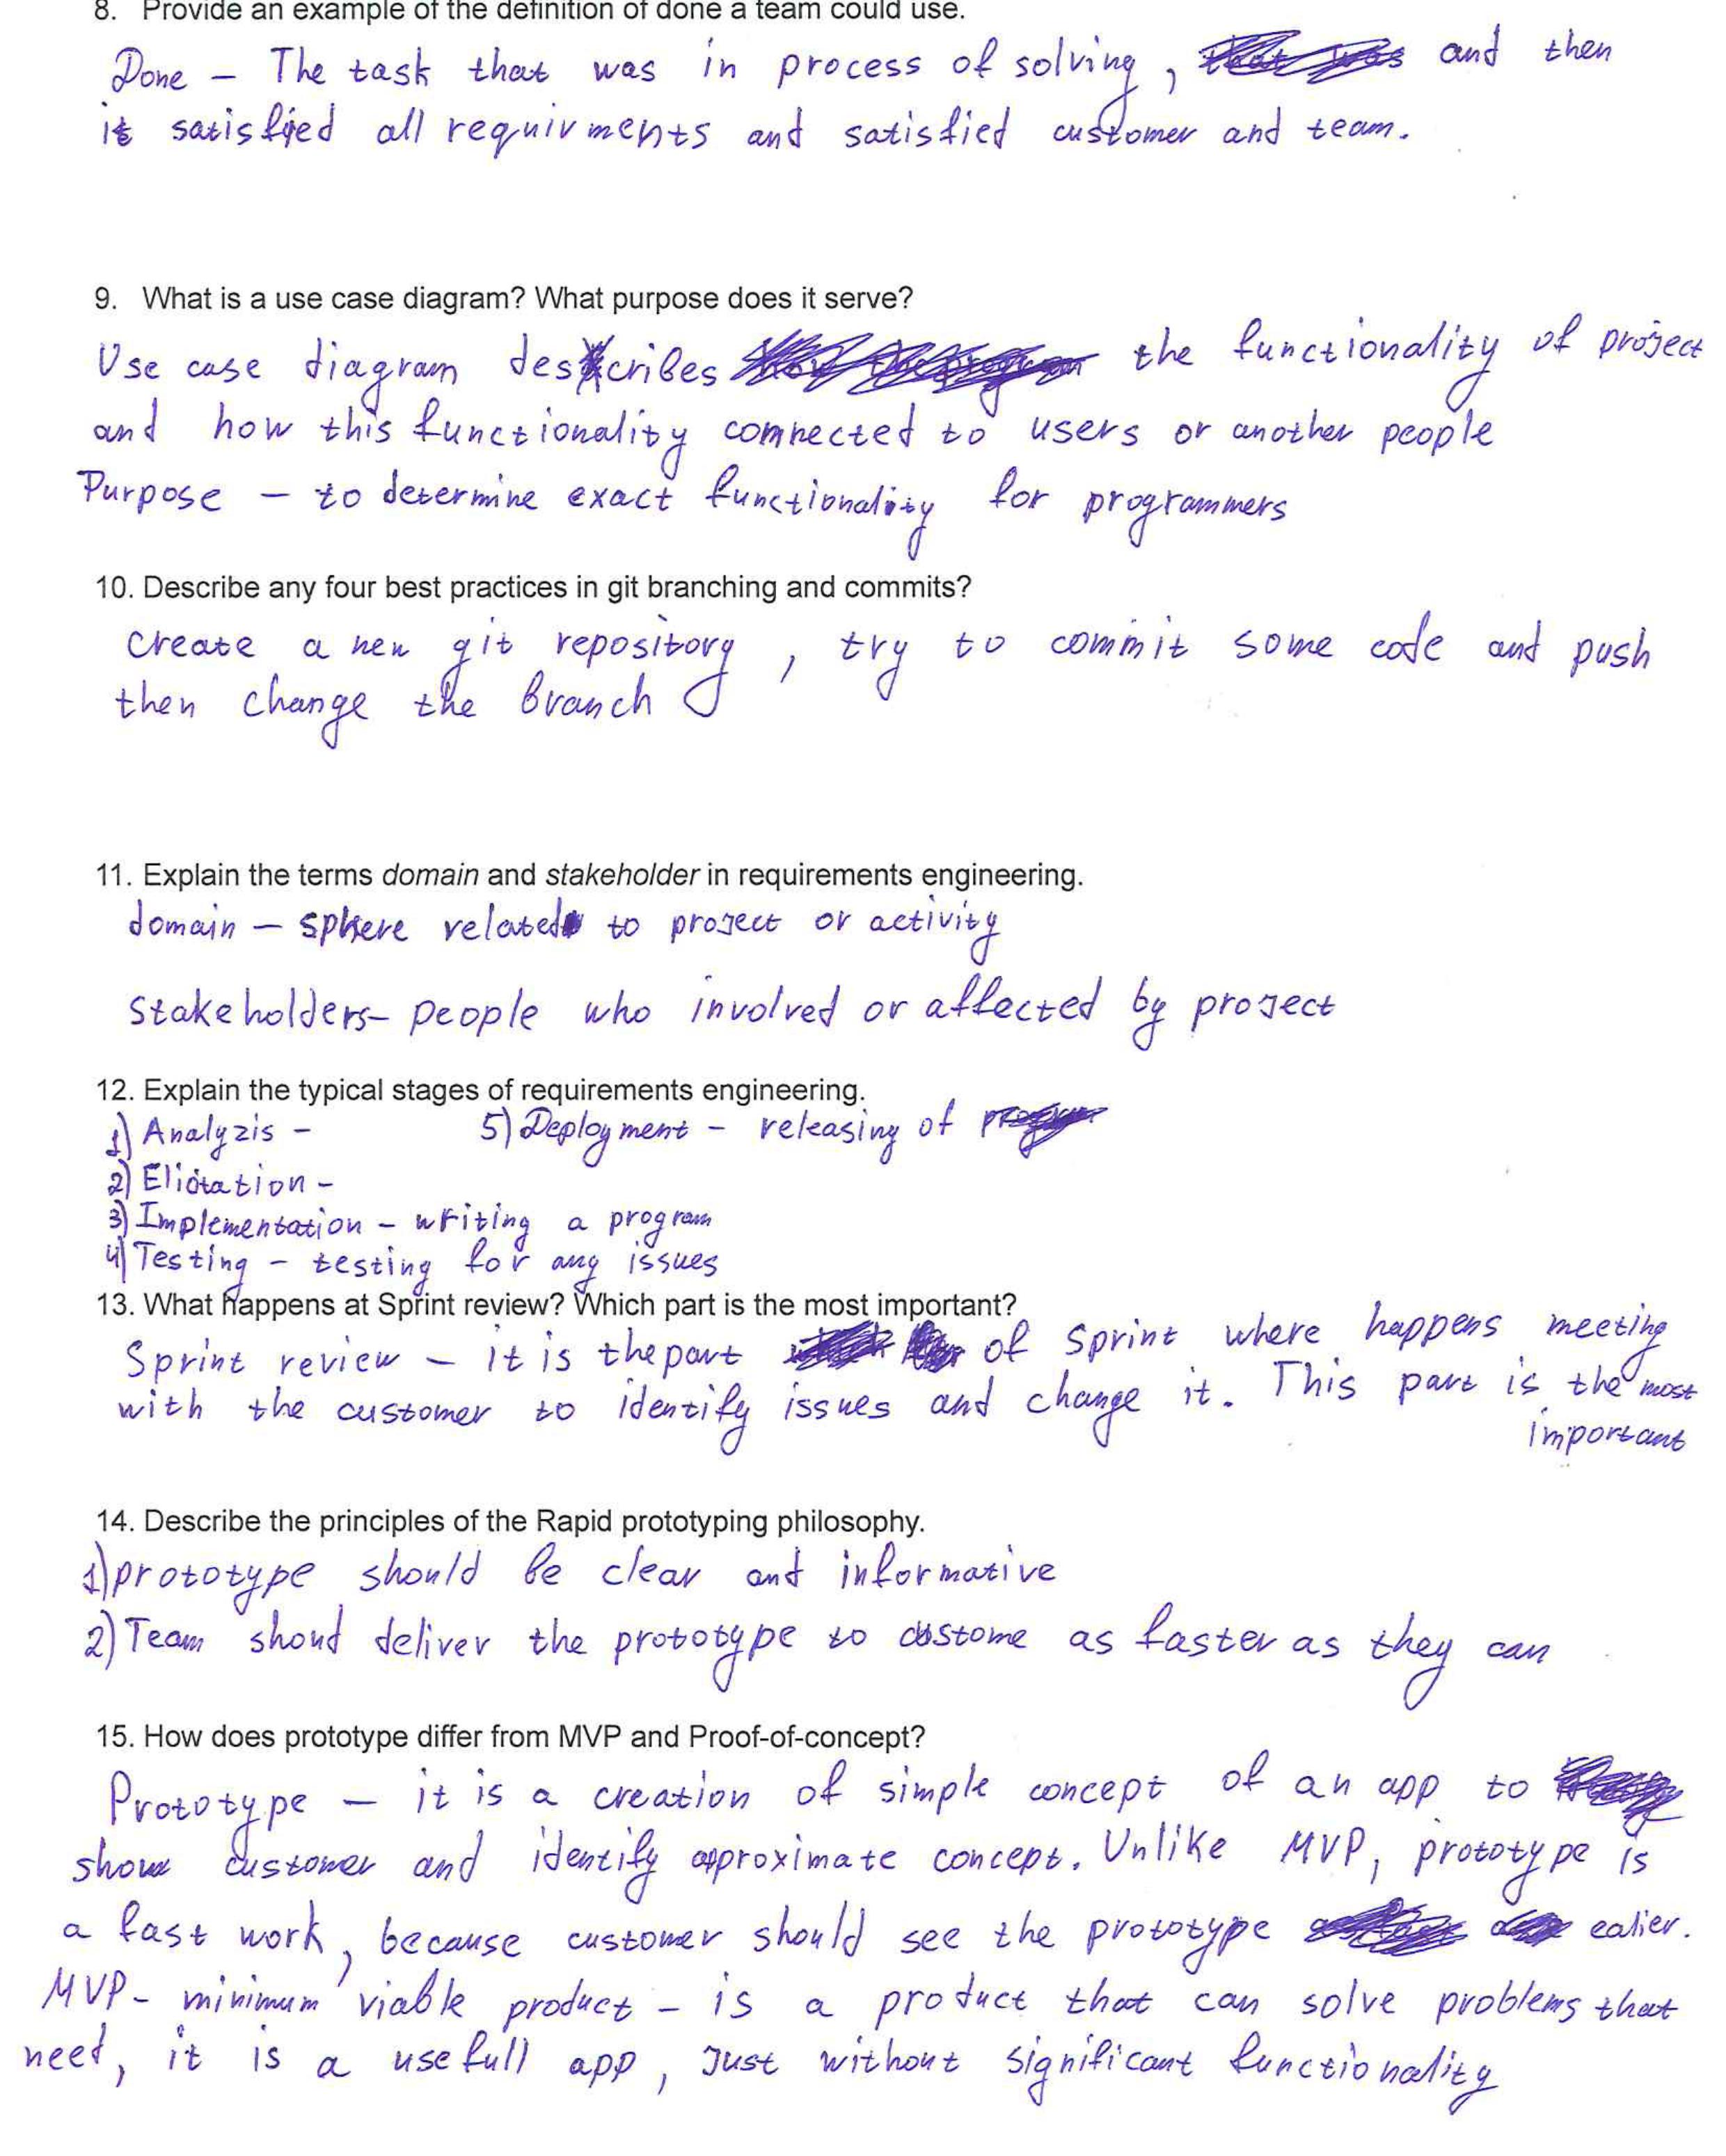 8. Provide an example of the definition of done a team could use.
Done – The task that was in process of solving, and then
it satisfied all requirments and satisfied customer and team.
9. What is a use case diagram? What purpose does it serve?
Use case diagram describes the functionality of project
and how this functionality connected to users or another people
Purpose – to determine exact functionality for programmers
10. Describe any four best practices in git branching and commits?
Create a new git repository, try to commit some code and push
then change the branch
11. Explain the terms domain and stakeholder in requirements engineering.
domain – sphere related to project or activity
stakeholders– people who involved or affected by project
12. Explain the typical stages of requirements engineering.
1) Analyzis –
2) Elicitation –
3) Implementation – writing a program
4) Testing – testing for any issues
5) Deployment – releasing of
13. What happens at Sprint review? Which part is the most important?
Sprint review – it is the part of Sprint where happens meeting
with the customer to identify issues and change it. This part is the most
important
14. Describe the principles of the Rapid prototyping philosophy.
1) prototype should be clear and informative
2) Team shoud deliver the prototype to custome as faster as they can
15. How does prototype differ from MVP and Proof-of-concept?
Prototype – it is a creation of simple concept of an app to
show customer and identify approximate concept. Unlike MVP, prototype is
a fast work, because customer should see the prototype ealier.
MVP – minimum viable product – is a product that can solve problems that
need, it is a usefull app, just without significant functionality